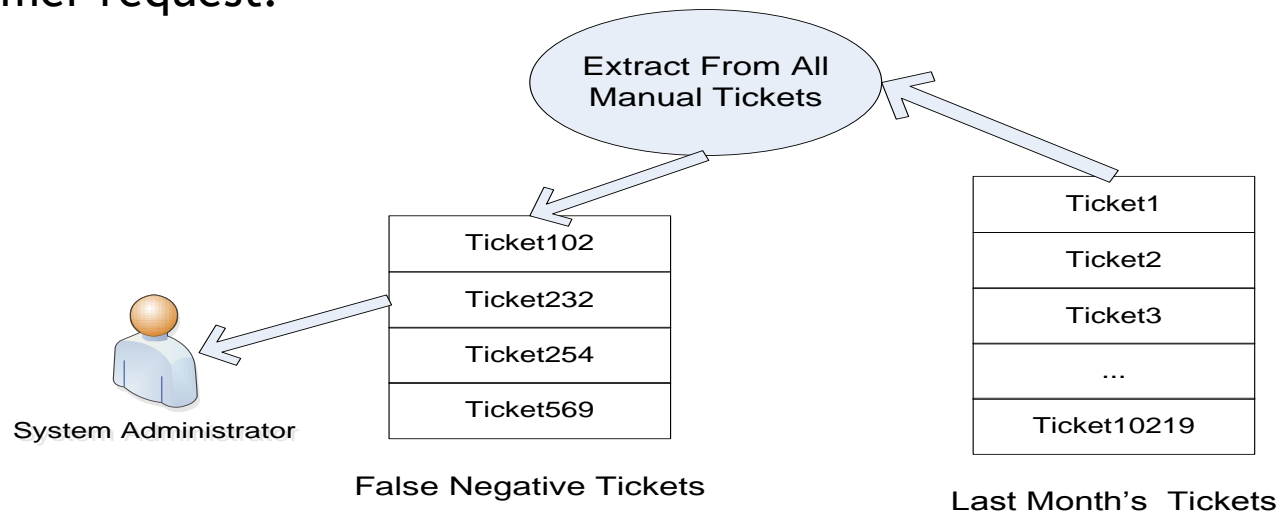 request.
Extract From All
Manual Tickets
Ticket1
Ticket2
Ticket3
...
Ticket10219
Ticket102
Ticket232
Ticket254
Ticket569
System Administrator
False Negative Tickets
Last Month's Tickets